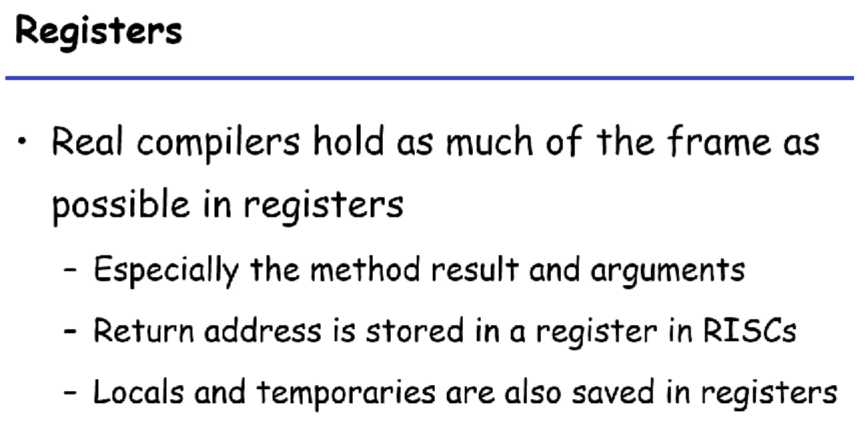 Registers
• Real compilers hold as much of the frame as
possible in registers
– Especially the method result and arguments
– Return address is stored in a register in RISCs
– Locals and temporaries are also saved in registers